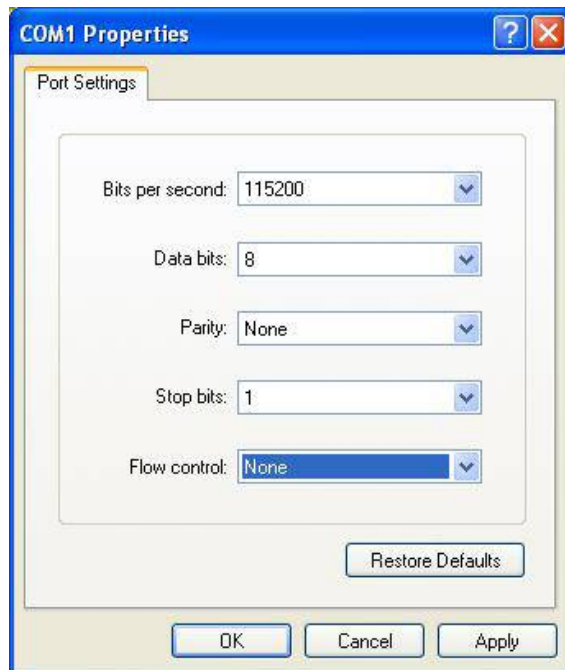 COM1 Properties
Port Settings
Bits per second: 115200
Data bits: 8
Parity: None
Stop bits: 1
Flow control: None
Restore Defaults
OK Cancel Apply